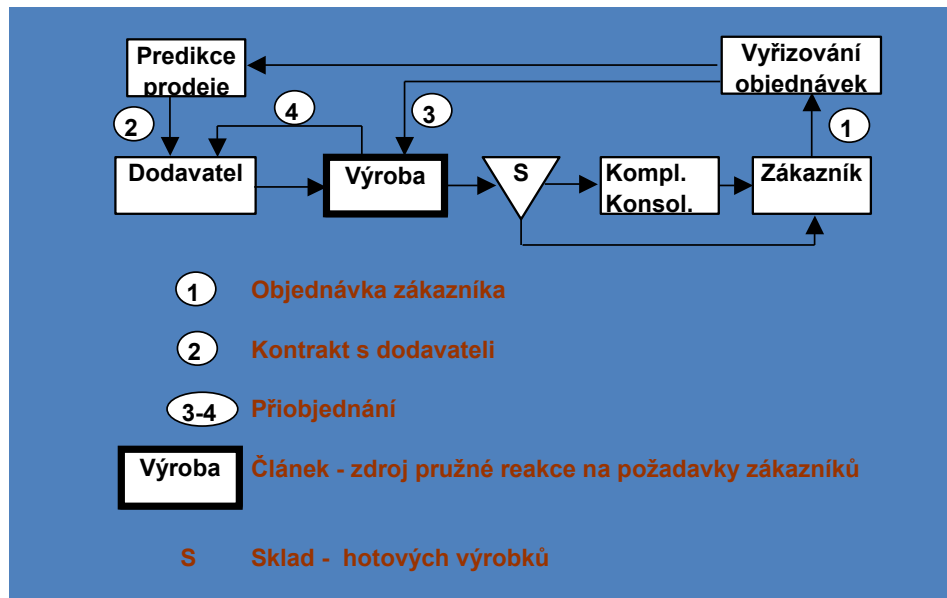 Predikce
prodeje
Vyřizování
objednávek
2
4
3
1
Dodavatel
Výroba
S
Kompl.
Konsol.
Zákazník
1 Objednávka zákazníka
2 Kontrakt s dodavateli
3-4 Přiobjednání
Výroba Článek - zdroj pružné reakce na požadavky zákazníků
S Sklad - hotových výrobků